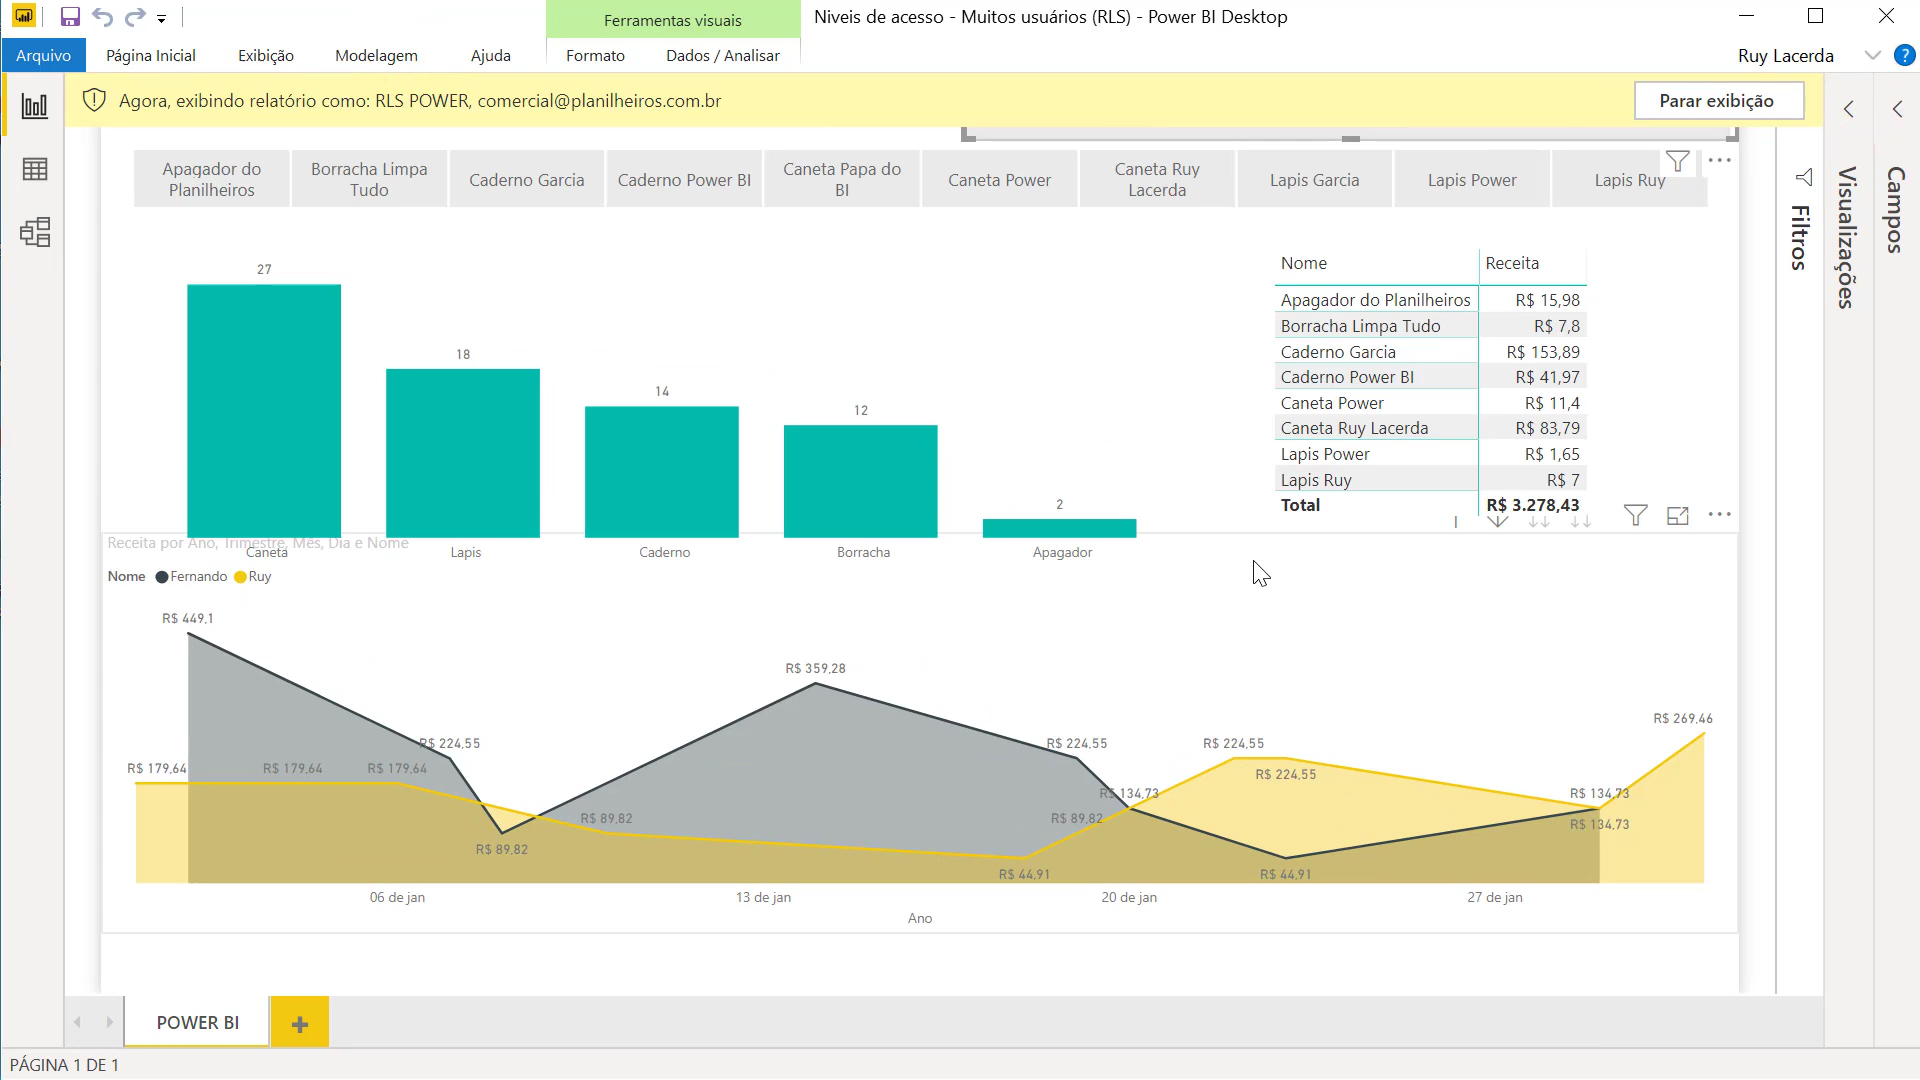 Ferramentas visuais
Niveis de acesso - Muitos usuários (RLS) - Power BI Desktop
Arquivo
Página Inicial
Exibição
Modelagem
Ajuda
Formato
Dados / Analisar
Ruy Lacerda
?
Agora, exibindo relatório como: RLS POWER, comercial@planilheiros.com.br
Parar exibição
Apagador do
Planilheiros
Borracha Limpa
Tudo
Caderno Garcia
Caderno Power BI
Caneta Papa do
BI
Caneta Power
Caneta Ruy
Lacerda
Lapis Garcia
Lapis Power
Lapis Ruy
Filtros
Visualizações
Campos
27
18
14
12
2
Caneta
Lapis
Caderno
Borracha
Apagador
Nome Receita
Apagador do Planilheiros R$ 15,98
Borracha Limpa Tudo R$ 7,8
Caderno Garcia R$ 153,89
Caderno Power BI R$ 41,97
Caneta Power R$ 11,4
Caneta Ruy Lacerda R$ 83,79
Lapis Power R$ 1,65
Lapis Ruy R$ 7
Total R$ 3.278,43
Receita por Ano, Trimestre, Mês, Dia e Nome
Nome Fernando Ruy
R$ 449,1
R$ 359,28
R$ 269,46
R$ 224,55
R$ 224,55
R$ 224,55
R$ 179,64
R$ 179,64
R$ 179,64
R$ 224,55
R$ 134,73
R$ 134,73
R$ 89,82
R$ 89,82
R$ 134,73
R$ 89,82
R$ 44,91
R$ 44,91
06 de jan
13 de jan
20 de jan
27 de jan
Ano
POWER BI
PÁGINA 1 DE 1